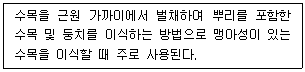 수목을 근원 가까이에서 벌채하여 뿌리를 포함한
수목 및 둥치를 이식하는 방법으로 맹아성이 있는
수목을 이식할 때 주로 사용된다.